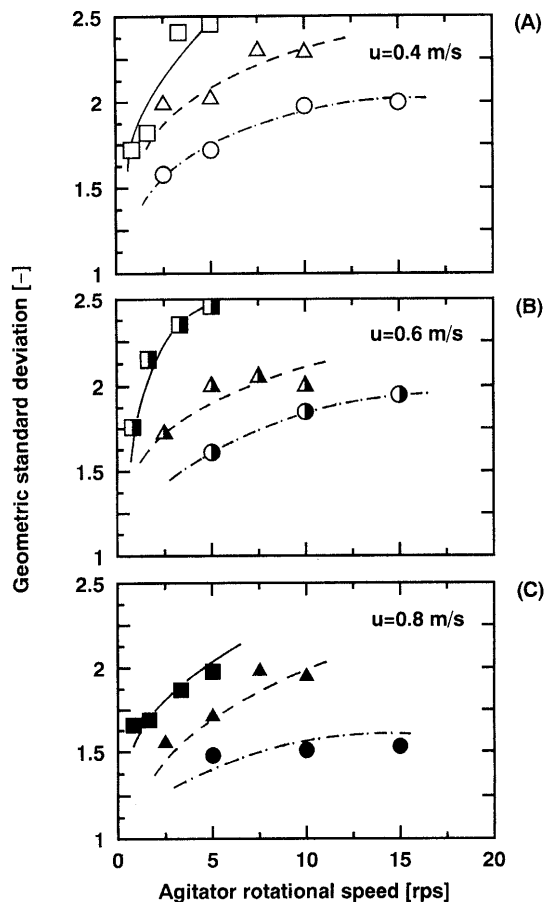 (A)
2.5
u=0.4 m/s
2
1.5
1
(B)
2.5
u=0.6 m/s
2
1.5
1
(C)
2.5
u=0.8 m/s
2
1.5
1
0 5 10 15 20
Agitator rotational speed [rps]
Geometric standard deviation [−]